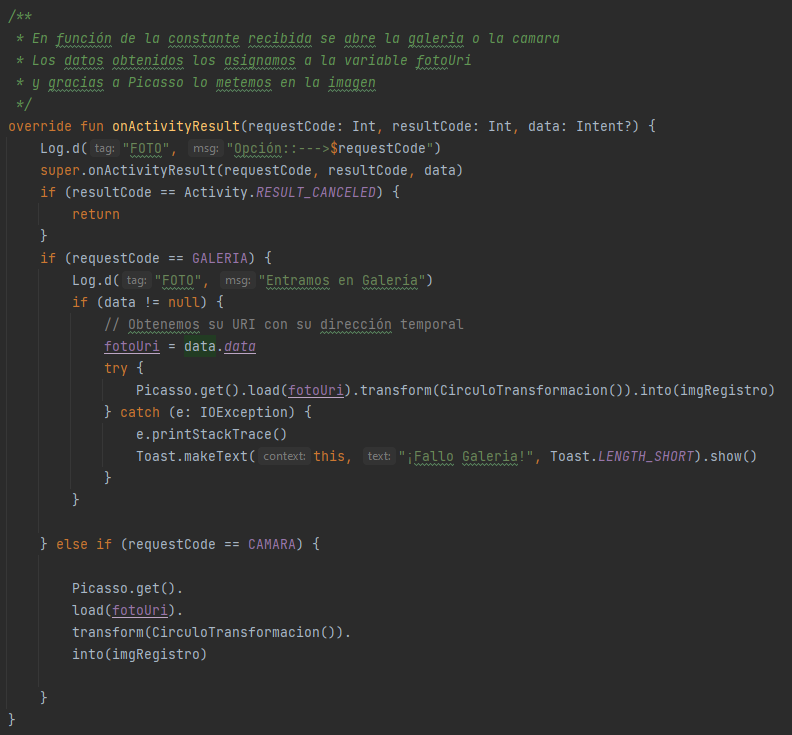 /**
 * En función de la constante recibida se abre la galeria o la camara
 * Los datos obtenidos los asignamos a la variable fotoUri
 * y gracias a Picasso lo metemos en la imagen
 */
override fun onActivityResult(requestCode: Int, resultCode: Int, data: Intent?) {
    Log.d( tag: "FOTO", msg: "Opción::--->$requestCode")
    super.onActivityResult(requestCode, resultCode, data)
    if (resultCode == Activity.RESULT_CANCELED) {
        return
    }
    if (requestCode == GALERIA) {
        Log.d( tag: "FOTO", msg: "Entramos en Galeria")
        if (data != null) {
            // Obtenemos su URI con su dirección temporal
            fotoUri = data.data
            try {
                Picasso.get().load(fotoUri).transform(CirculoTransformacion()).into(imgRegistro)
            } catch (e: IOException) {
                e.printStackTrace()
                Toast.makeText( context: this, text: "¡Fallo Galeria!", Toast.LENGTH_SHORT).show()
            }
        }

    } else if (requestCode == CAMARA) {

        Picasso.get().
        load(fotoUri).
        transform(CirculoTransformacion()).
        into(imgRegistro)

    }
}